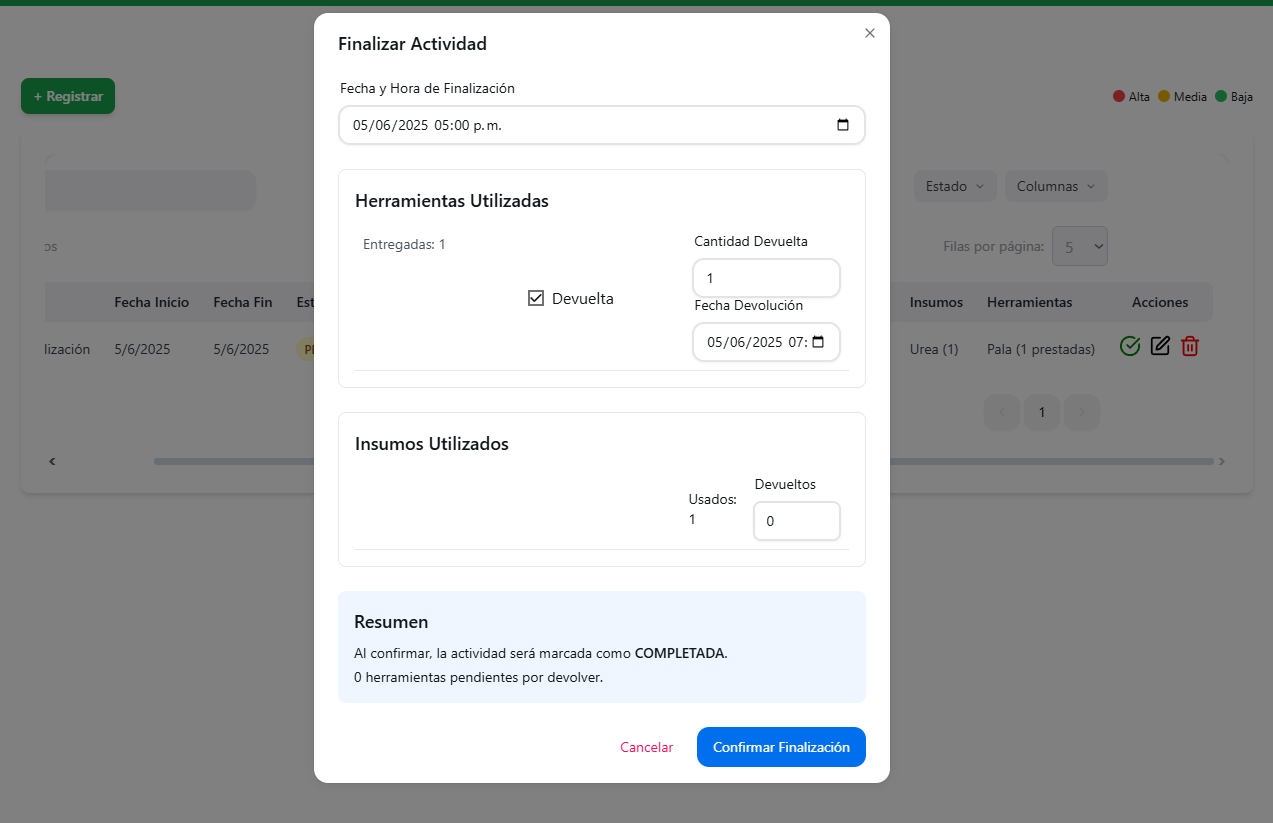 Finalizar Actividad
Fecha y Hora de Finalización
05/06/2025 05:00 p. m.
+ Registrar
Alta Media Baja
Herramientas Utilizadas
Estado Columnas
Entregadas: 1
Cantidad Devuelta
1
os
Filas por página: 5
Devuelta
Fecha Devolución
05/06/2025 07:
Fecha Inicio Fecha Fin Est
Insumos Herramientas Acciones
lización 5/6/2025 5/6/2025 PE
Urea (1) Pala (1 prestadas)
1
Insumos Utilizados
Usados:
1
Devueltos
0
Resumen
Al confirmar, la actividad será marcada como COMPLETADA.
0 herramientas pendientes por devolver.
Cancelar Confirmar Finalización